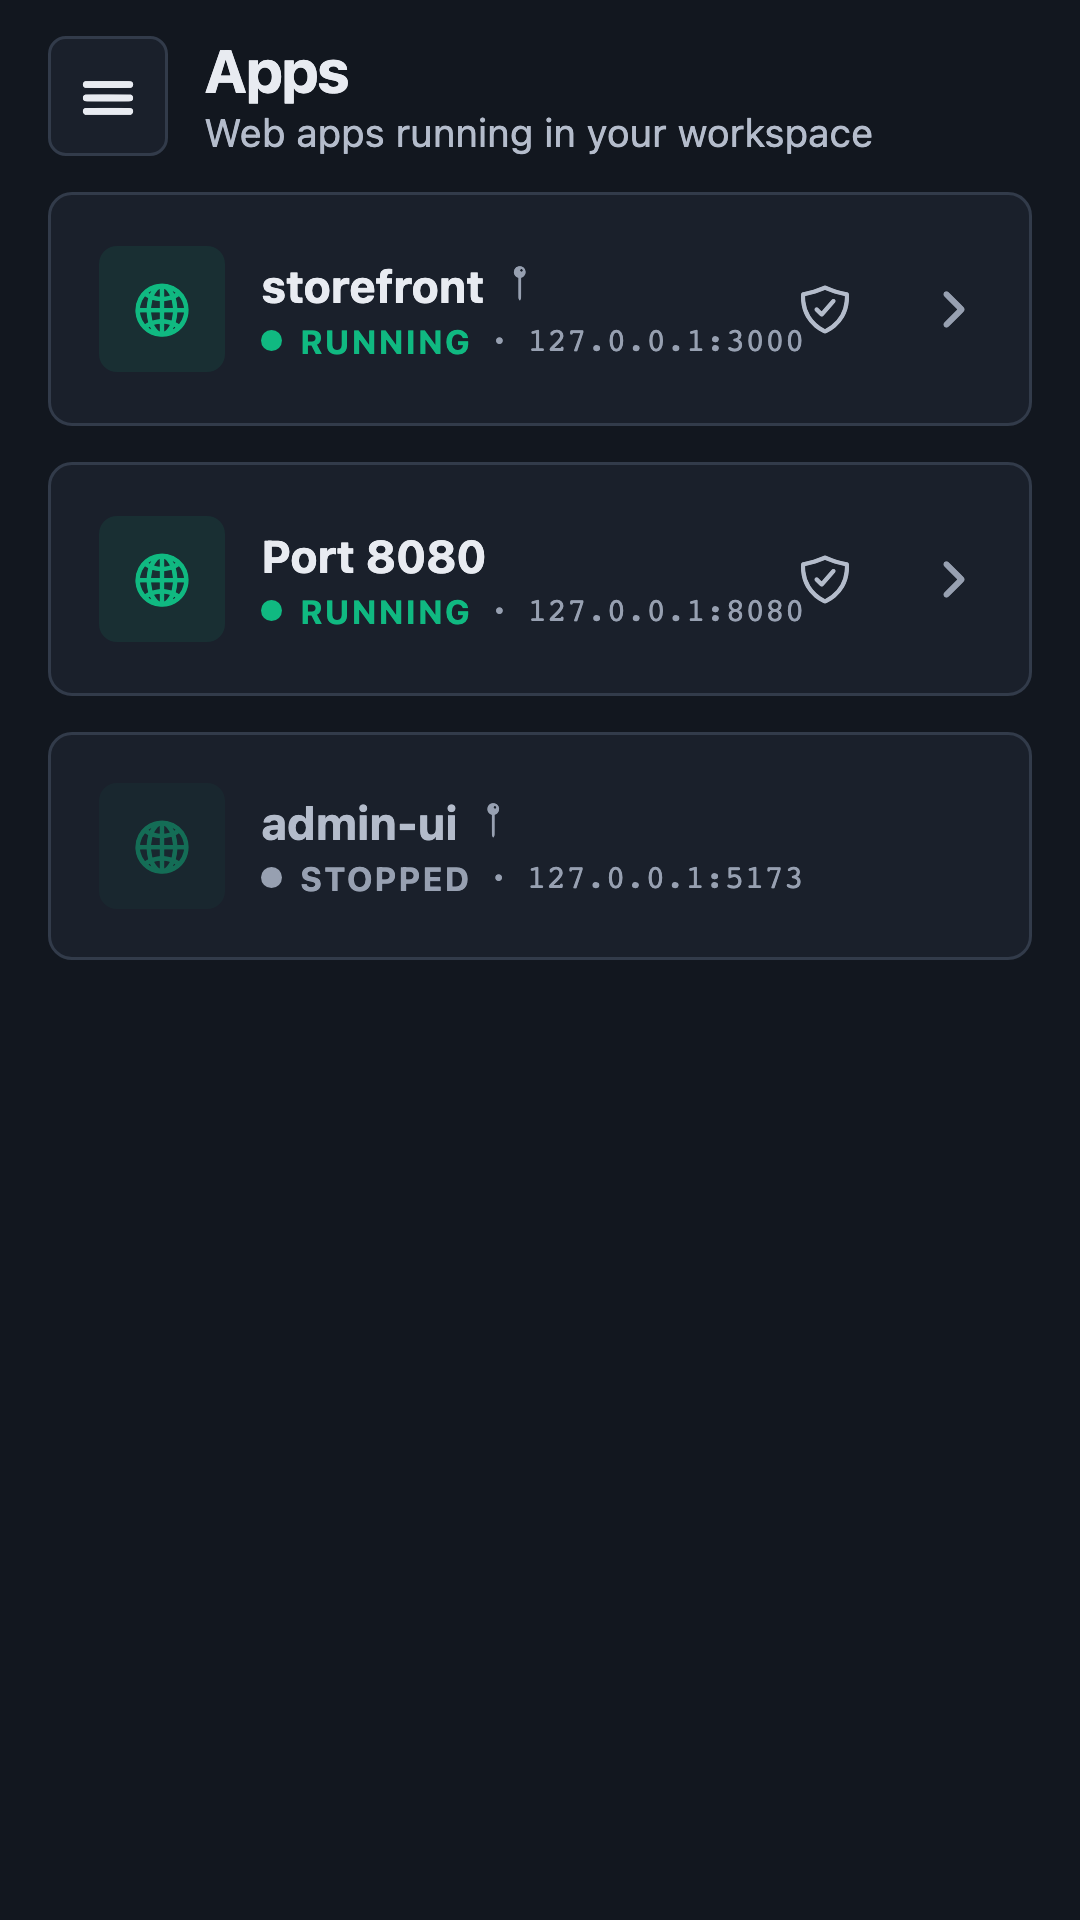 Apps
Web apps running in your workspace
storefront
RUNNING · 127.0.0.1:3000
Port 8080
RUNNING · 127.0.0.1:8080
admin-ui
STOPPED · 127.0.0.1:5173